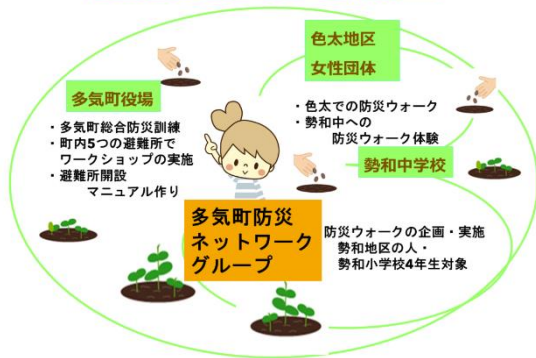 色太地区
女性団体
多気町役場
・多気町総合防災訓練
・町内5つの避難所で
ワークショップの実施
・避難所開設
マニュアル作り
・色太での防災ウォーク
・勢和中への
防災ウォーク体験
勢和中学校
多気町防災
ネットワーク
グループ
防災ウォークの企画・実施
勢和地区の人・
勢和小学校4年生対象